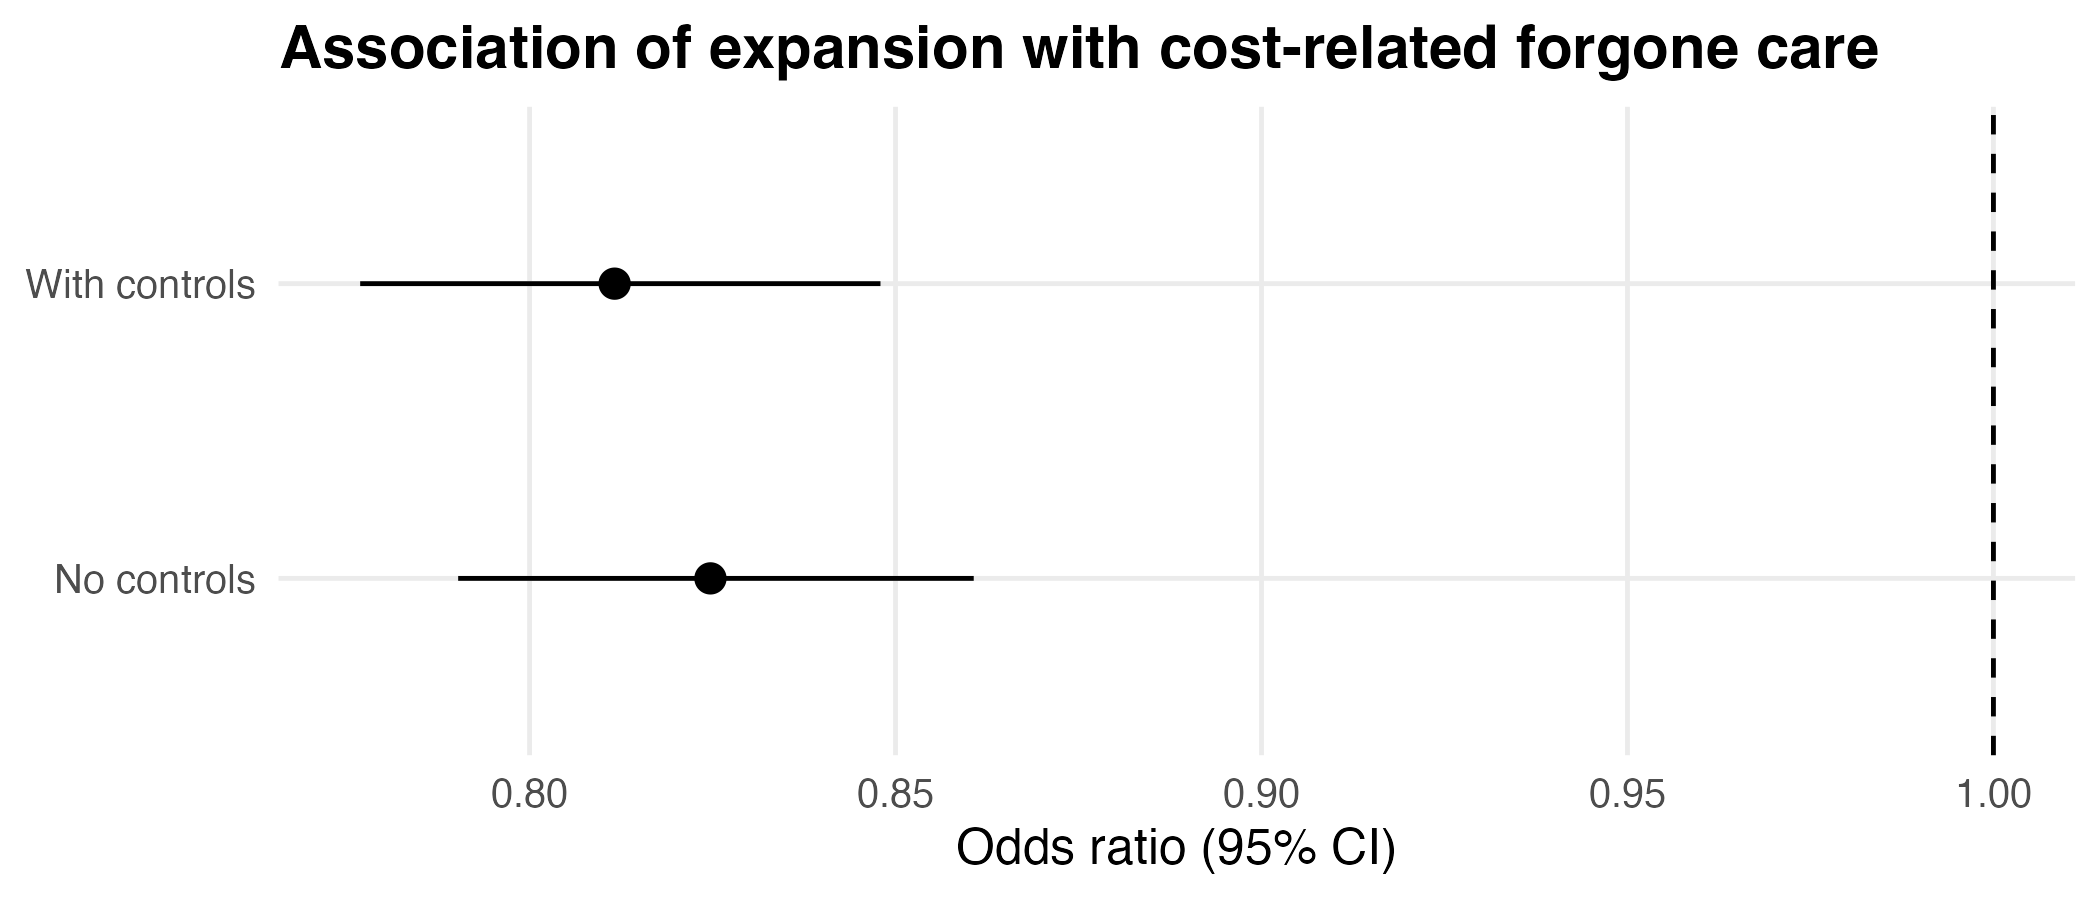 Association of expansion with cost-related forgone care
With controls
No controls
0.80 0.85 0.90 0.95 1.00
Odds ratio (95% CI)